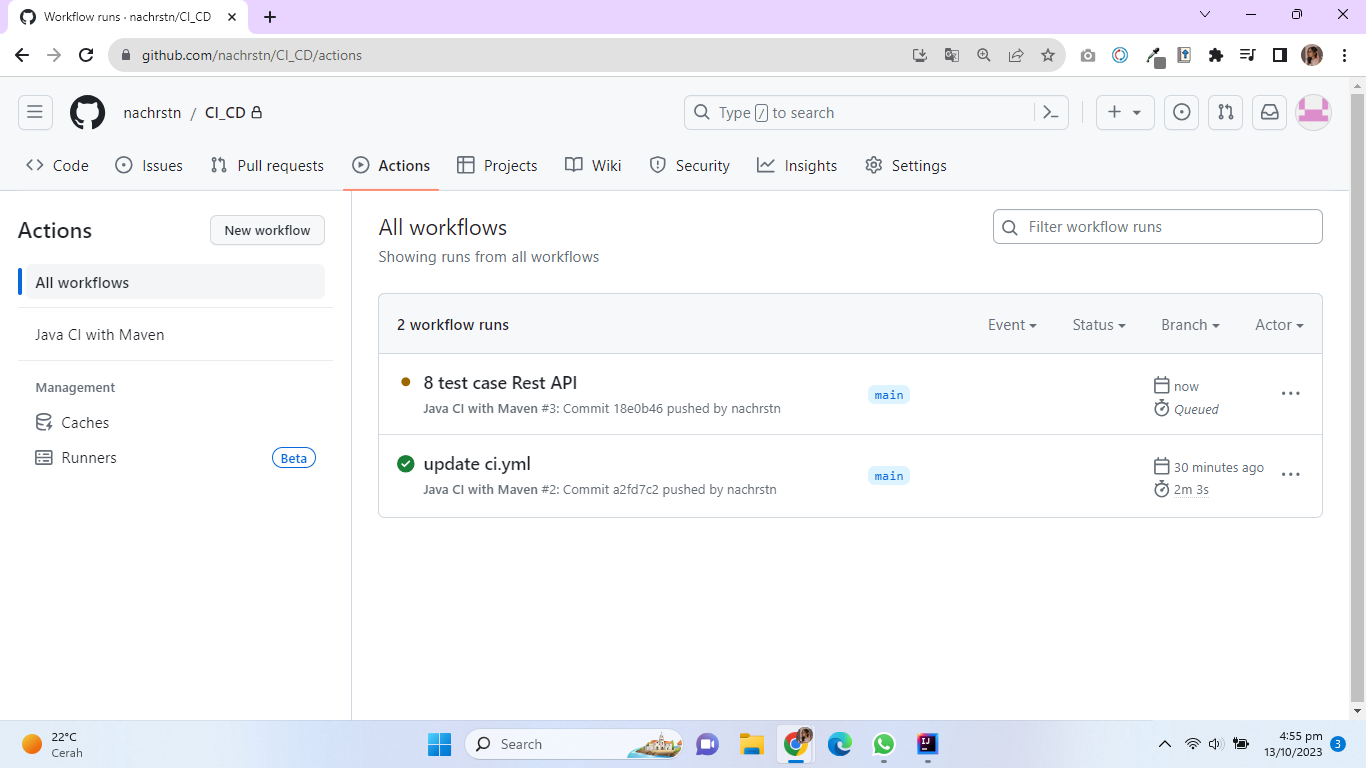 Workflow runs · nachrstn/CI_CD
github.com/nachrstn/CI_CD/actions
nachrstn / CI_CD
Type / to search
Code Issues Pull requests Actions Projects Wiki Security Insights Settings
Actions
New workflow
All workflows
Java CI with Maven
Management
Caches
Runners Beta
All workflows
Showing runs from all workflows
Filter workflow runs
2 workflow runs Event Status Branch Actor
8 test case Rest API
Java CI with Maven #3: Commit 18e0b46 pushed by nachrstn
main
now
Queued
update ci.yml
Java CI with Maven #2: Commit a2fd7c2 pushed by nachrstn
main
30 minutes ago
2m 3s
22°C
Cerah
Search
4:55 pm
13/10/2023
3